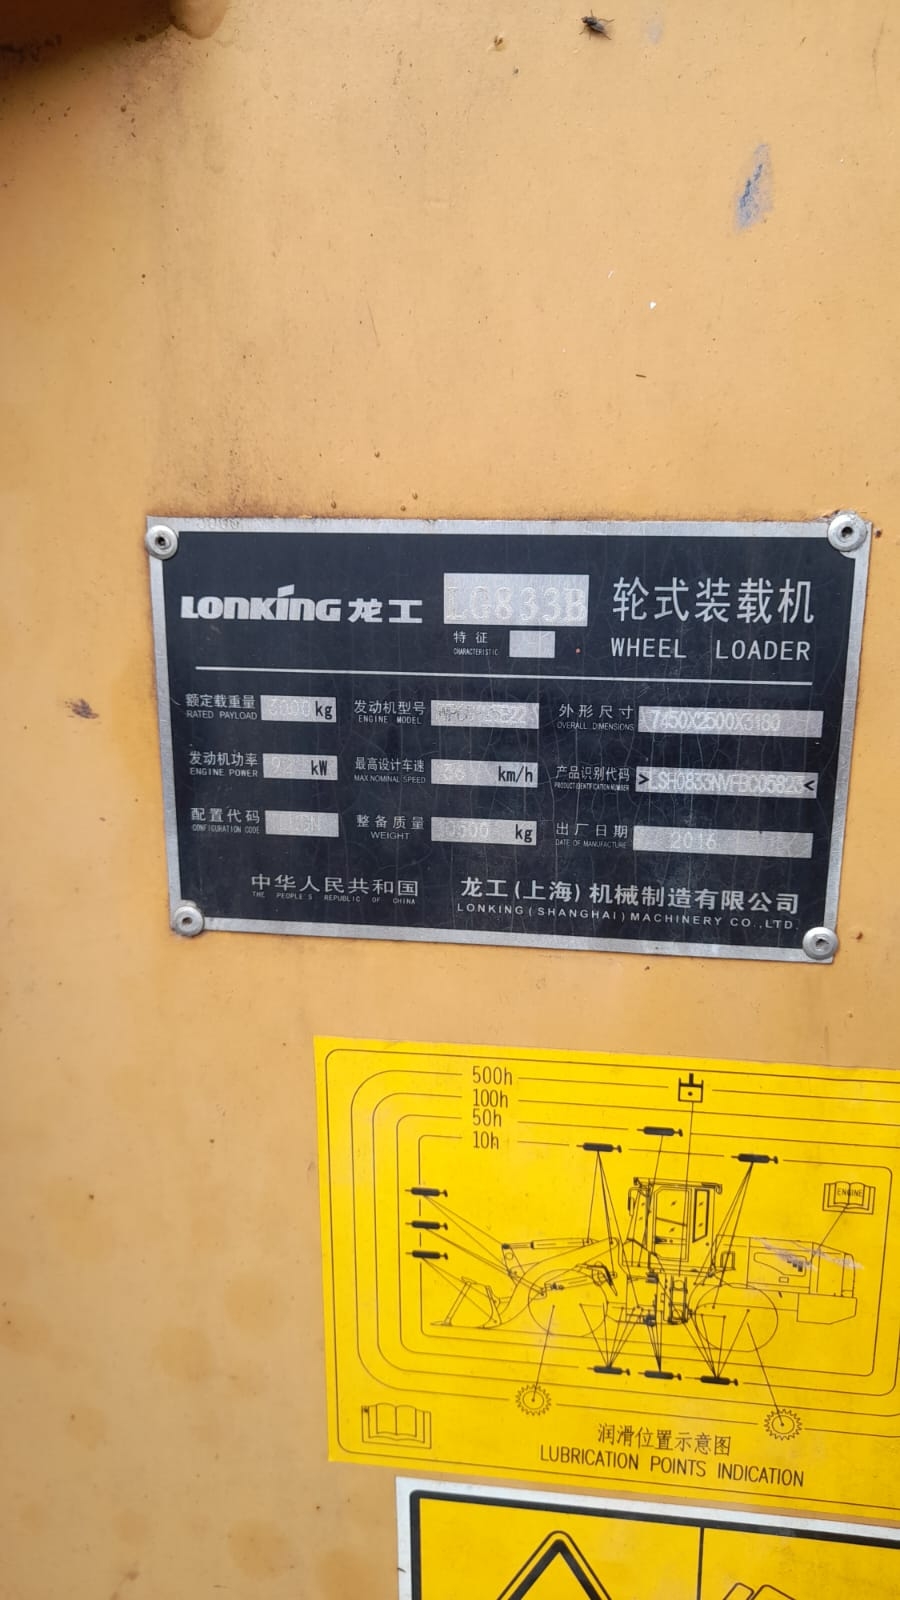 LONKING 龙工 LG833B 轮式装载机
特征
CHARACTERISTIC
WHEEL LOADER
额定载重量 3000 kg 发动机型号 外形尺寸 7450X2500X3180
RATED PAYLOAD ENGINE MODEL OVERALL DIMENSIONS
发动机功率 92 kW 最高设计车速 km/h 产品识别代码
ENGINE POWER MAX NOMINAL SPEED PRODUCT IDENTIFICATION NUMBER
配置代码 整备质量 kg 出厂日期 2016
CONFIGURATION CODE WEIGHT DATE OF MANUFACTURE
中华人民共和国 龙工(上海)机械制造有限公司
THE PEOPLE'S REPUBLIC OF CHINA LONKING(SHANGHAI)MACHINERY CO.,LTD.
500h
100h
50h
10h
ENGINE
润滑位置示意图
LUBRICATION POINTS INDICATION